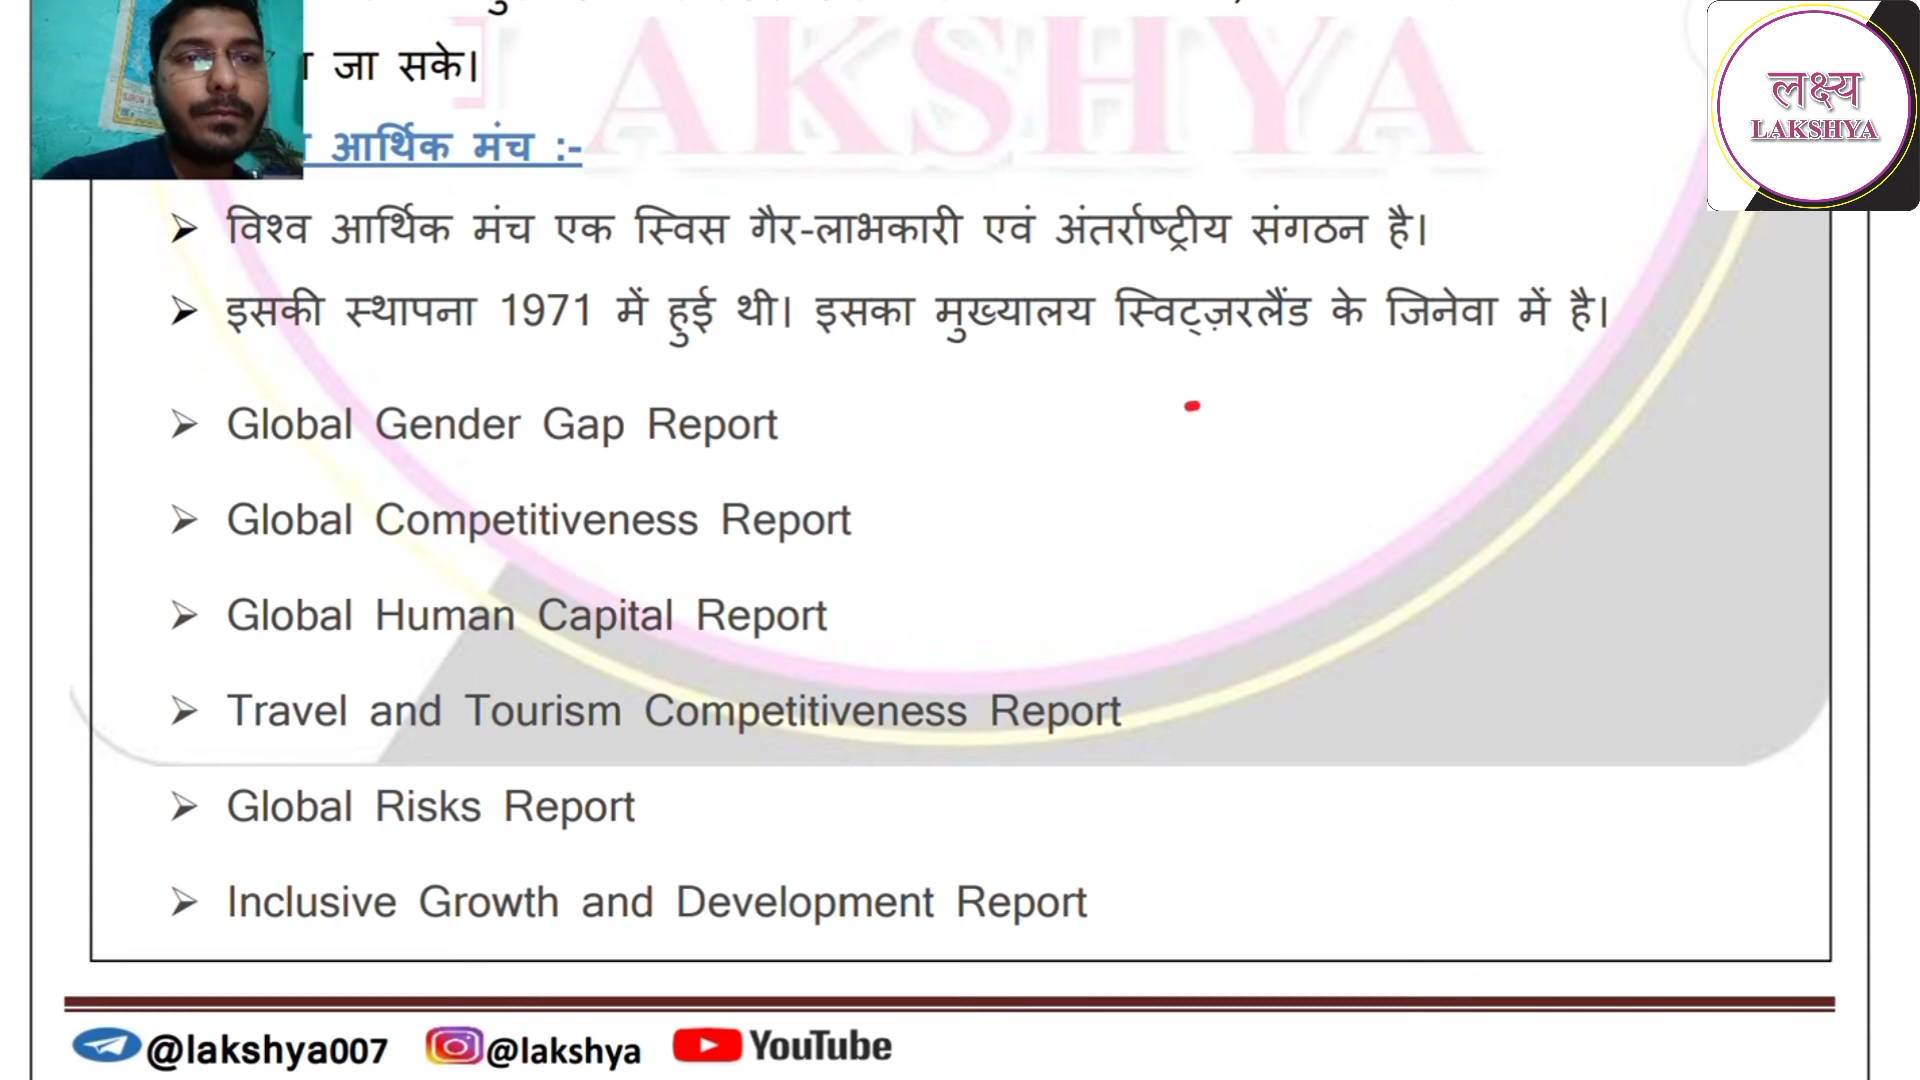 जा सके।
आर्थिक मंच :-
LAKSHYA
लक्ष्य
LAKSHYA
➢ विश्व आर्थिक मंच एक स्विस गैर-लाभकारी एवं अंतर्राष्ट्रीय संगठन है।
➢ इसकी स्थापना 1971 में हुई थी। इसका मुख्यालय स्विट्ज़रलैंड के जिनेवा में है।
➢ Global Gender Gap Report
➢ Global Competitiveness Report
➢ Global Human Capital Report
➢ Travel and Tourism Competitiveness Report
➢ Global Risks Report
➢ Inclusive Growth and Development Report
@lakshya007 @lakshya YouTube